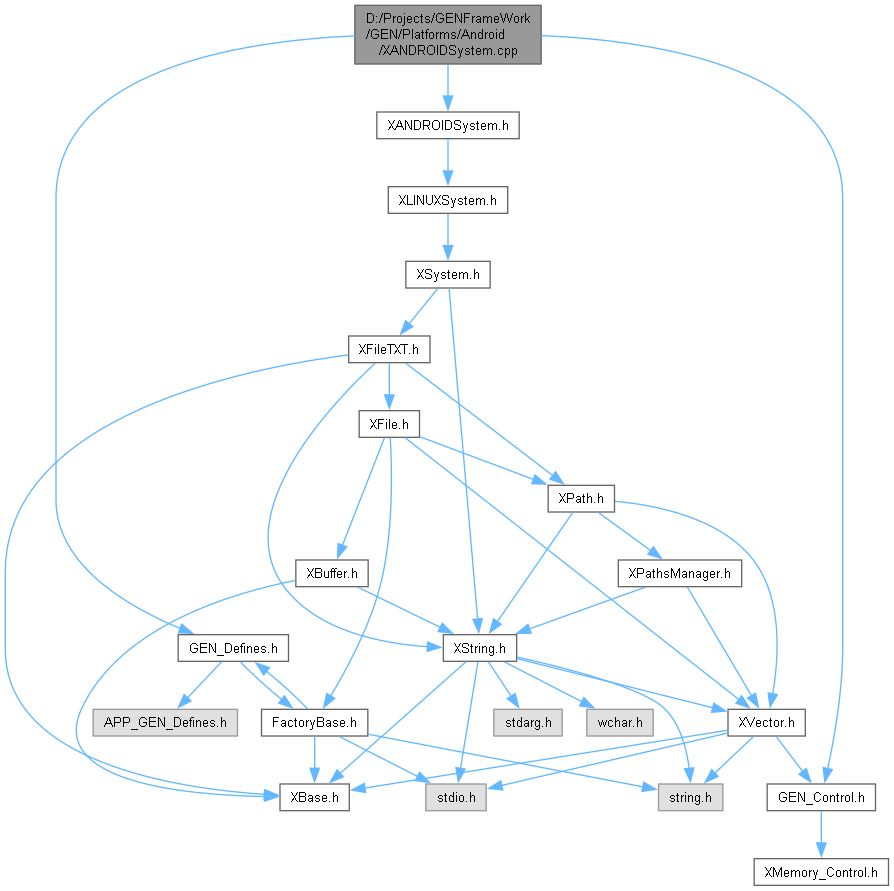 D:/Projects/GENFrameWork
/GEN/Platforms/Android
/XANDROIDSystem.cpp
XANDROIDSystem.h
XLINUXSystem.h
XSystem.h
XFileTXT.h
XFile.h
XPath.h
XBuffer.h
XPathsManager.h
GEN_Defines.h
XString.h
APP_GEN_Defines.h
FactoryBase.h
stdarg.h
wchar.h
XVector.h
XBase.h
stdio.h
string.h
GEN_Control.h
XMemory_Control.h